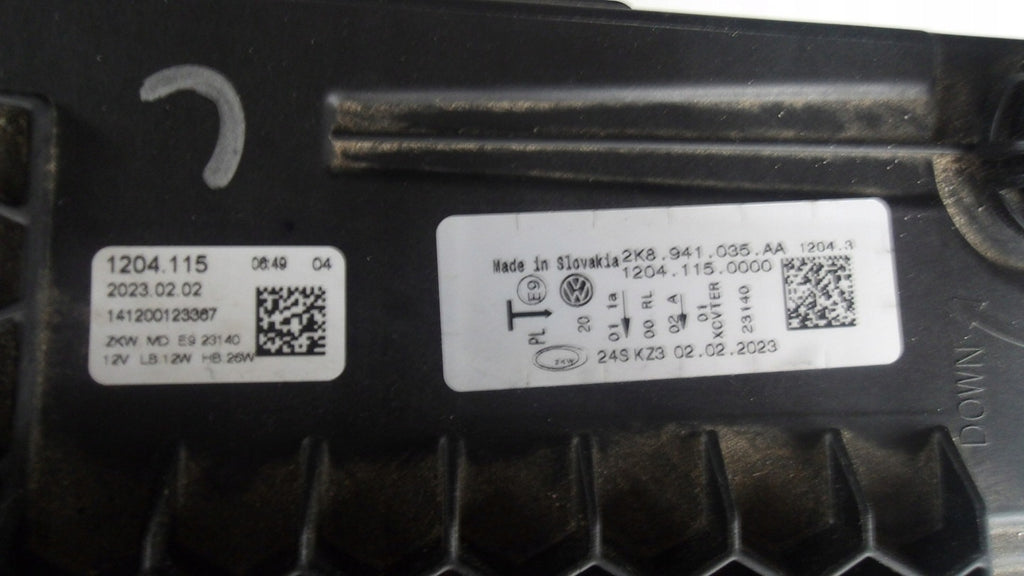 1204.115 06:49 04
2023.02.02
141200123367
ZKW MD E9 23140
12V LB.12W HB.26W
Made in Slovakia 2K8.941.035.AA 1204.3
1204.115.0000
PL T E9
20
01 1a
00 RL
02 A
01
23140
24S KZ3 02.02.2023
DOWN